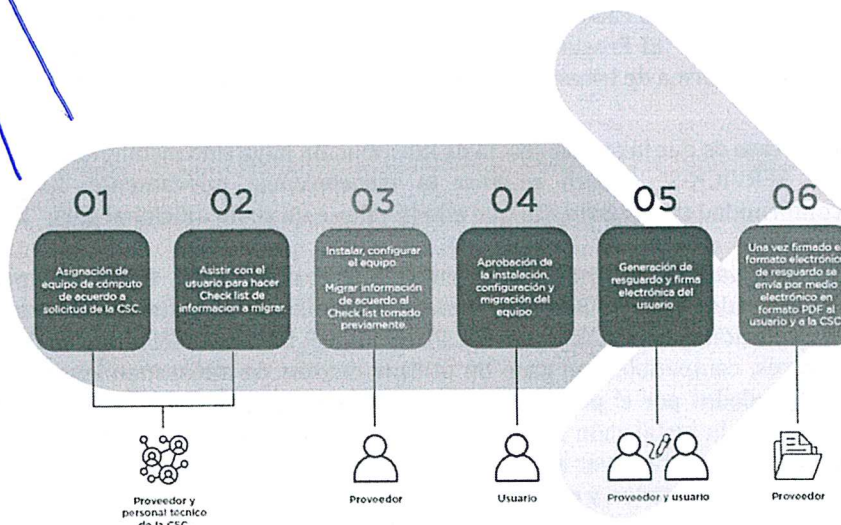 01
Asignación de
equipo de cómputo
de acuerdo a
solicitud de la CSC.
02
Asistir con el
usuario para hacer
Check list de
informacion a migrar.
03
Instalar, configurar
el equipo.
Migrar información
de acuerdo al
Check list tomado
previamente.
04
Aprobación de
la instalación,
configuración y
migración del
equipo.
05
Generación de
resguardo y firma
electrónica del
usuario.
06
Una vez firmado el
formato electrónico
de resguardo se
envía por medio
electrónico en
formato PDF al
usuario y a la CSC
Proveedor y
personal técnico
de la CSC
Proveedor
Usuario
Proveedor y usuario
Proveedor